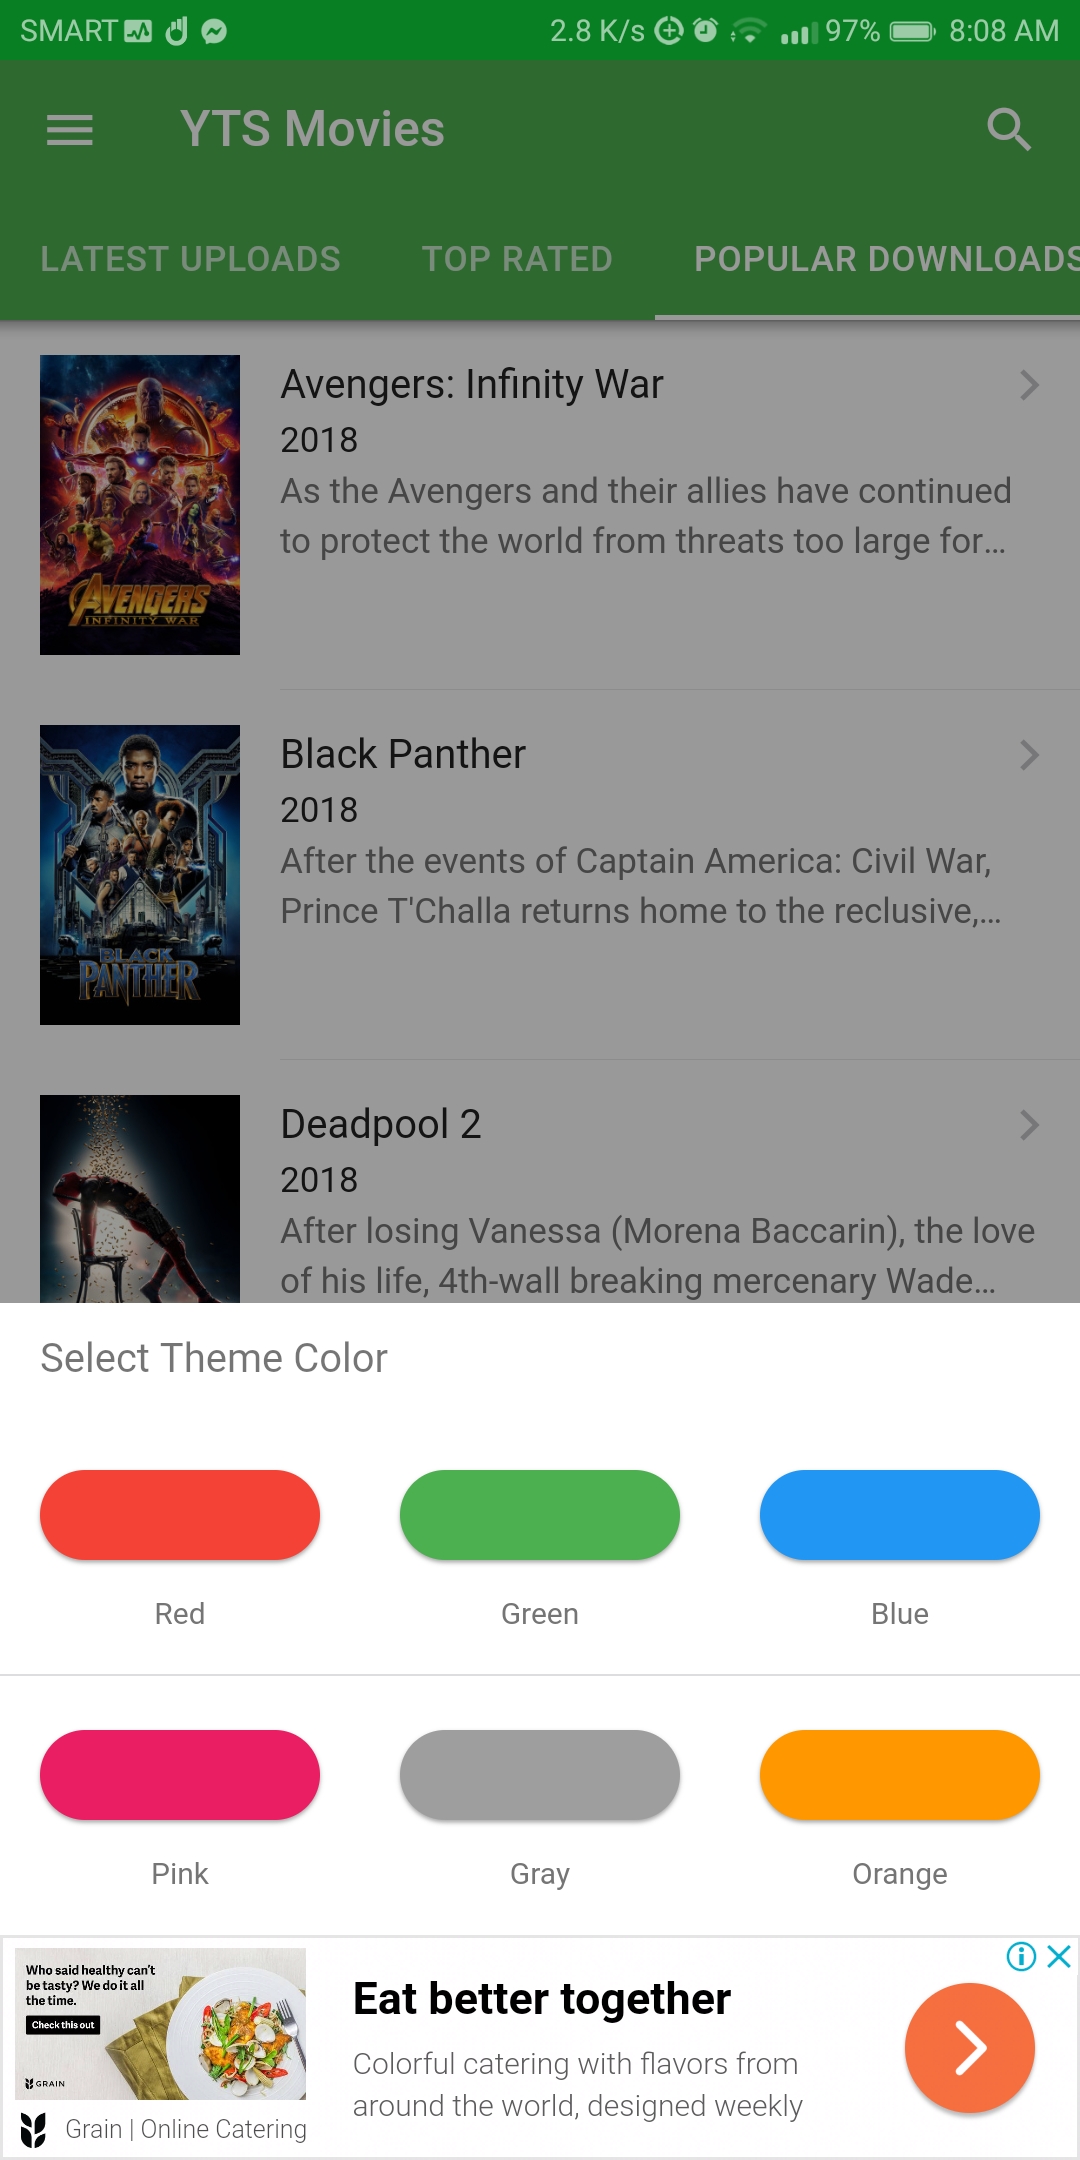 SMART 2.8 K/s 97% 8:08 AM
YTS Movies
LATEST UPLOADS TOP RATED POPULAR DOWNLOADS
Avengers: Infinity War
2018
As the Avengers and their allies have continued
to protect the world from threats too large for...
AVENGERS
INFINITY WAR
Black Panther
2018
After the events of Captain America: Civil War,
Prince T'Challa returns home to the reclusive,...
BLACK
PANTHER
Deadpool 2
2018
After losing Vanessa (Morena Baccarin), the love
of his life, 4th-wall breaking mercenary Wade...
Select Theme Color
Red Green Blue
Pink Gray Orange
Who said healthy can't
be tasty? We do it all
the time.
Check this out
GRAIN
Grain | Online Catering
Eat better together
Colorful catering with flavors from
around the world, designed weekly